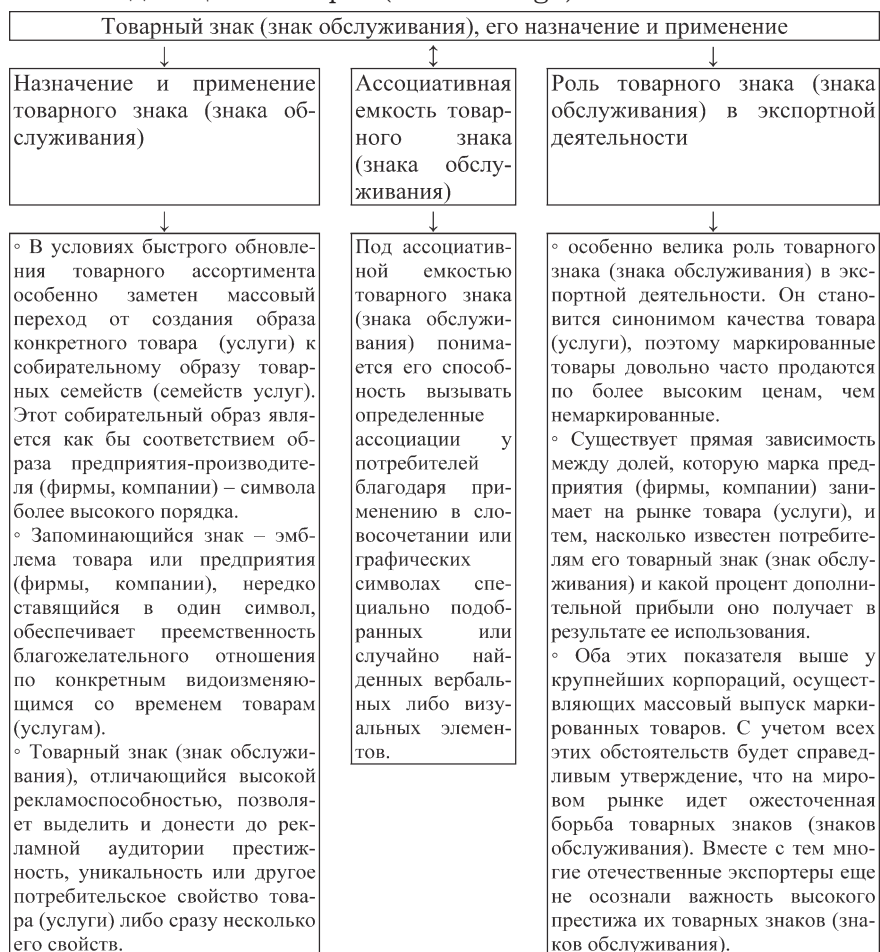 Товарный знак (знак обслуживания), его назначение и применение
Назначение и применение
товарного знака (знака об-
служивания)
Ассоциативная
емкость товар-
ного знака
(знака обслу-
живания)
Роль товарного знака (знака
обслуживания) в экспортной
деятельности
◦ В условиях быстрого обновле-
ния товарного ассортимента
особенно заметен массовый
переход от создания образа
конкретного товара (услуги) к
собирательному образу товар-
ных семейств (семейств услуг).
Этот собирательный образ явля-
ется как бы соответствием об-
раза предприятия-производите-
ля (фирмы, компании) – символа
более высокого порядка.
◦ Запоминающийся знак – эмб-
лема товара или предприятия
(фирмы, компании), нередко
ставящийся в один символ,
обеспечивает преемственность
благожелательного отношения
по конкретным видоизменяю-
щимся со временем товарам
(услугам).
◦ Товарный знак (знак обслужи-
вания), отличающийся высокой
рекламоспособностью, позволя-
ет выделить и донести до рек-
ламной аудитории престиж-
ность, уникальность или другое
потребительское свойство това-
ра (услуги) либо сразу несколько
его свойств.
Под ассоциатив-
ной емкостью
товарного знака
(знака обслужи-
вания) понима-
ется его способ-
ность вызывать
определенные
ассоциации у
потребителей
благодаря при-
менению в сло-
восочетании или
графических
символах спе-
циально подоб-
ранных или
случайно най-
денных вербаль-
ных либо визу-
альных элемен-
тов.
◦ особенно велика роль товарного
знака (знака обслуживания) в экс-
портной деятельности. Он стано-
вится синонимом качества товара
(услуги), поэтому маркированные
товары довольно часто продаются
по более высоким ценам, чем
немаркированные.
◦ Существует прямая зависимость
между долей, которую марка пред-
приятия (фирмы, компании) зани-
мает на рынке товара (услуги), и
тем, насколько известен потребите-
лям его товарный знак (знак обслу-
живания) и какой процент дополни-
тельной прибыли оно получает в
результате ее использования.
◦ Оба этих показателя выше у
крупнейших корпораций, осущест-
вляющих массовый выпуск марки-
рованных товаров. С учетом всех
этих обстоятельств будет справед-
ливым утверждение, что на миро-
вом рынке идет ожесточенная
борьба товарных знаков (знаков
обслуживания). Вместе с тем мно-
гие отечественные экспортеры еще
не осознали важность высокого
престижа их товарных знаков (зна-
ков обслуживания).